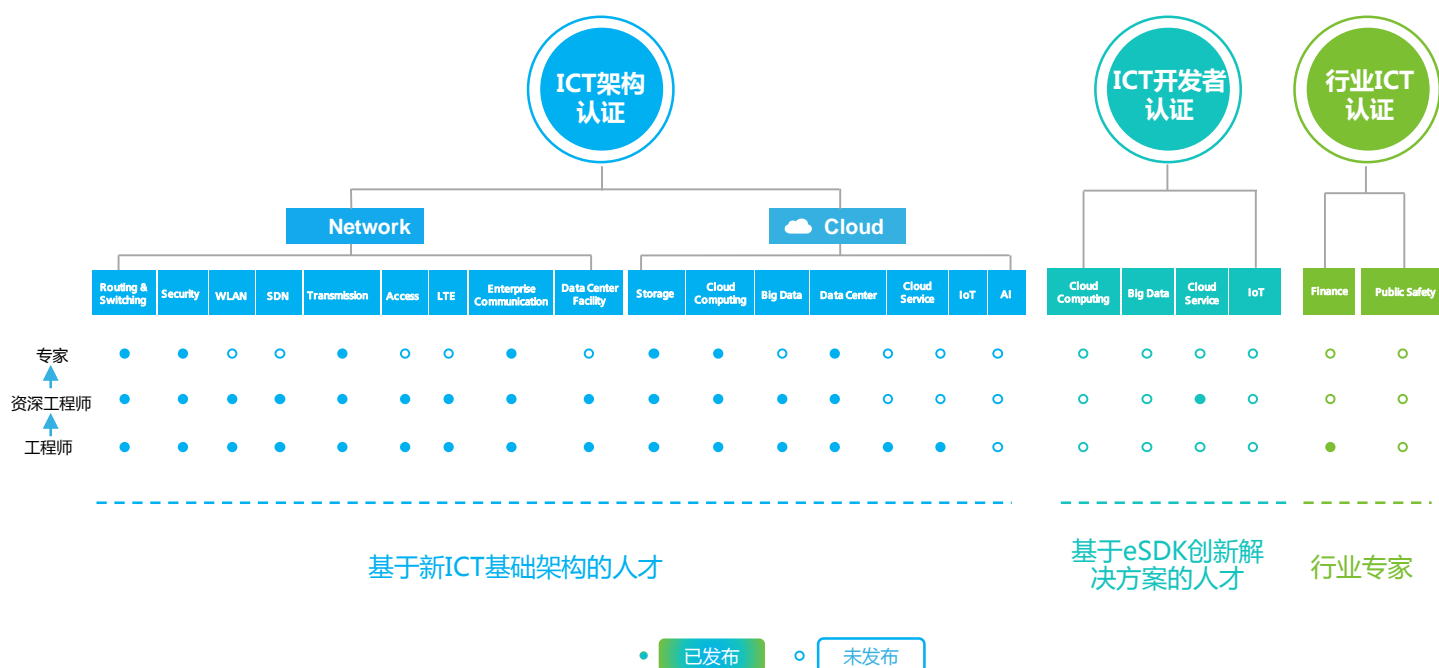 ICT架构
认证
ICT开发者
认证
行业ICT
认证
Network
Cloud
Routing &
Switching
Security
WLAN
SDN
Transmission
Access
LTE
Enterprise
Communication
Data Center
Facility
Storage
Cloud
Computing
Big Data
Data Center
Cloud
Service
IoT
AI
Cloud
Computing
Big Data
Cloud
Service
IoT
Finance
Public Safety
专家
资深工程师
工程师
基于新ICT基础架构的人才
基于eSDK创新解
决方案的人才
行业专家
已发布
未发布